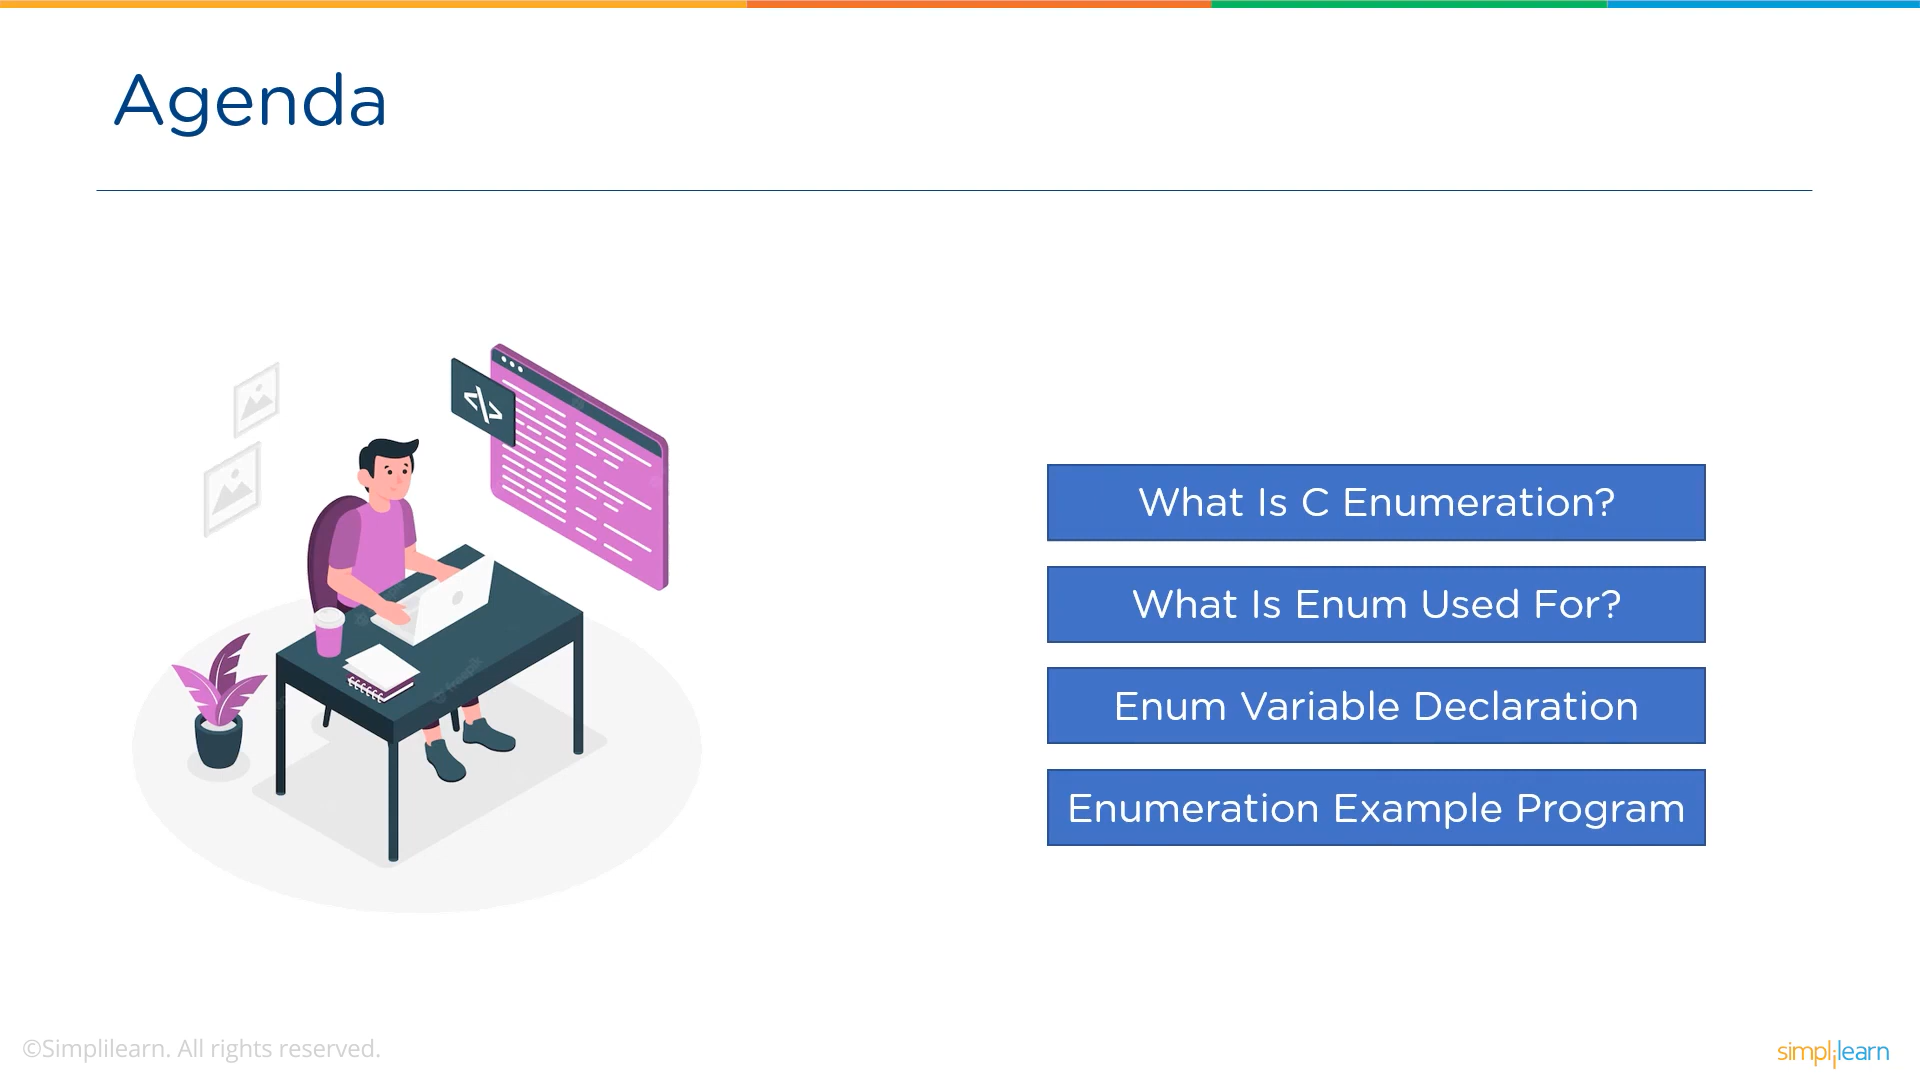 Agenda
</>
What Is C Enumeration?
What Is Enum Used For?
Enum Variable Declaration
Enumeration Example Program
freepik
©Simplilearn. All rights reserved.
simplilearn